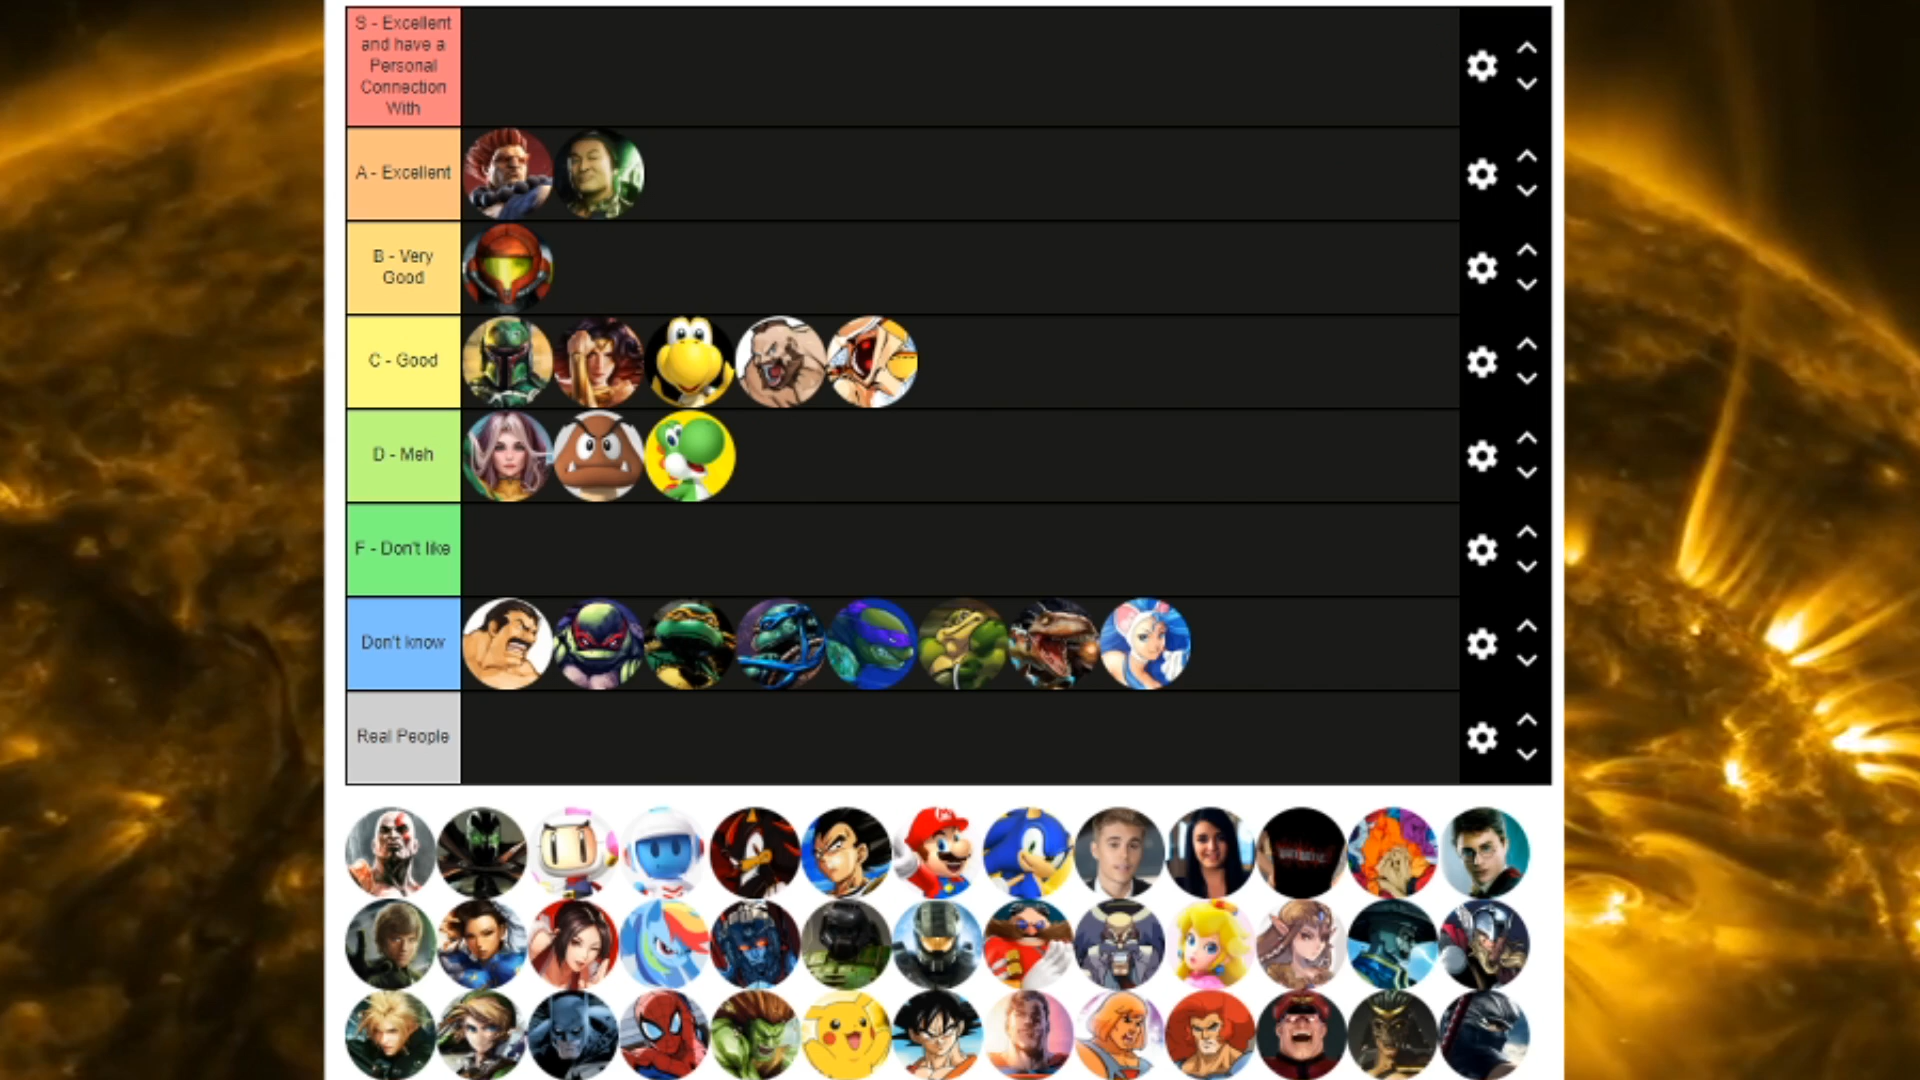 S - Excellent
and have a
Personal
Connection
With
A - Excellent
B - Very
Good
C - Good
D - Meh
F - Don't like
Don't know
Real People